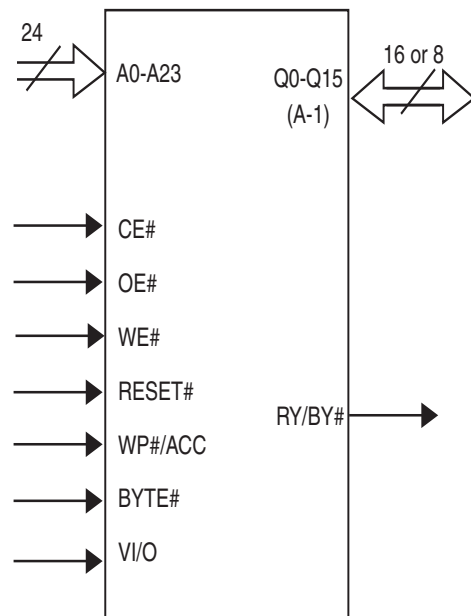 24
A0-A23
Q0-Q15
(A-1)
16 or 8
CE#
OE#
WE#
RESET#
WP#/ACC
BYTE#
VI/O
RY/BY#